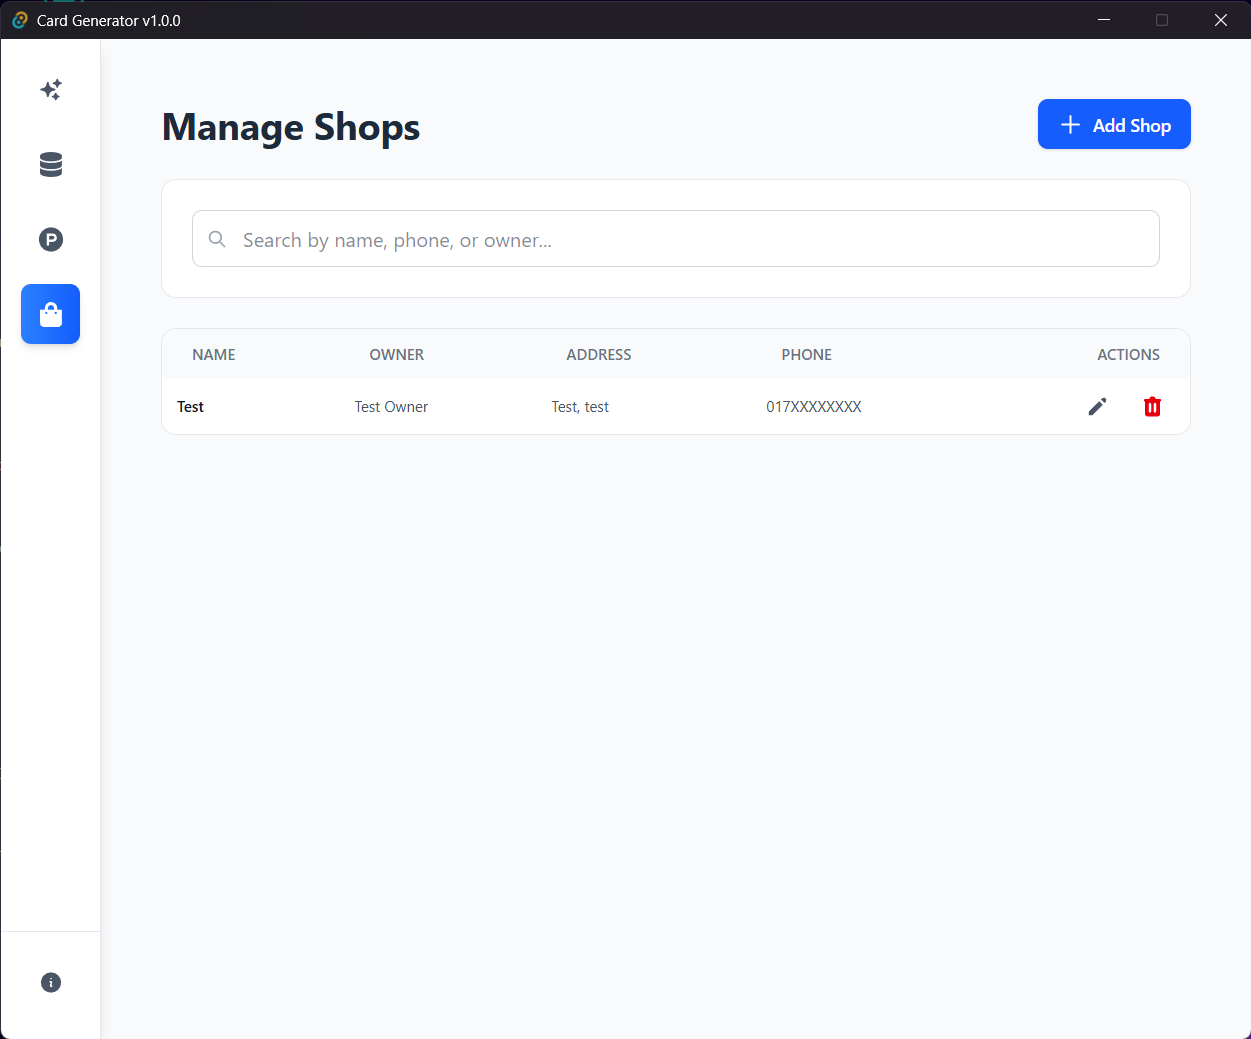 Card Generator v1.0.0
Manage Shops
Add Shop
Search by name, phone, or owner...
NAME OWNER ADDRESS PHONE ACTIONS
Test Test Owner Test, test 017XXXXXXXX